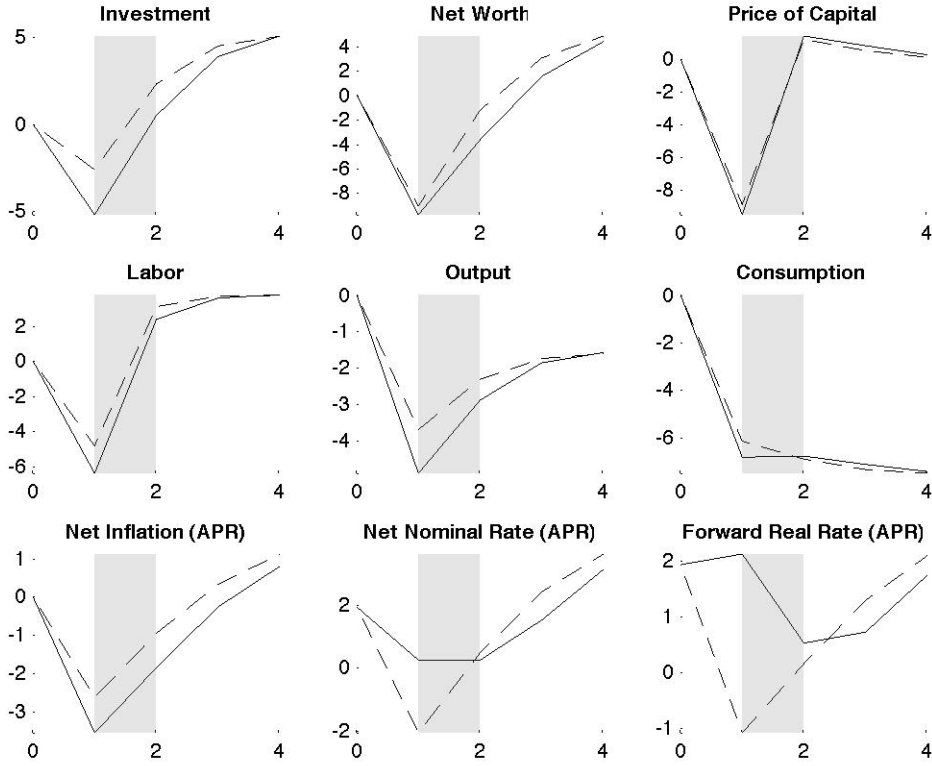 Investment
Net Worth
Price of Capital
5
0
-5
0 2 4
4
2
0
-2
-4
-6
-8
0 2 4
0
-2
-4
-6
-8
0 2 4
Labor
Output
Consumption
2
0
-2
-4
-6
0 2 4
0
-1
-2
-3
-4
0 2 4
0
-2
-4
-6
0 2 4
Net Inflation (APR)
Net Nominal Rate (APR)
Forward Real Rate (APR)
1
0
-1
-2
-3
0 2 4
2
0
-2
0 2 4
2
1
0
-1
0 2 4